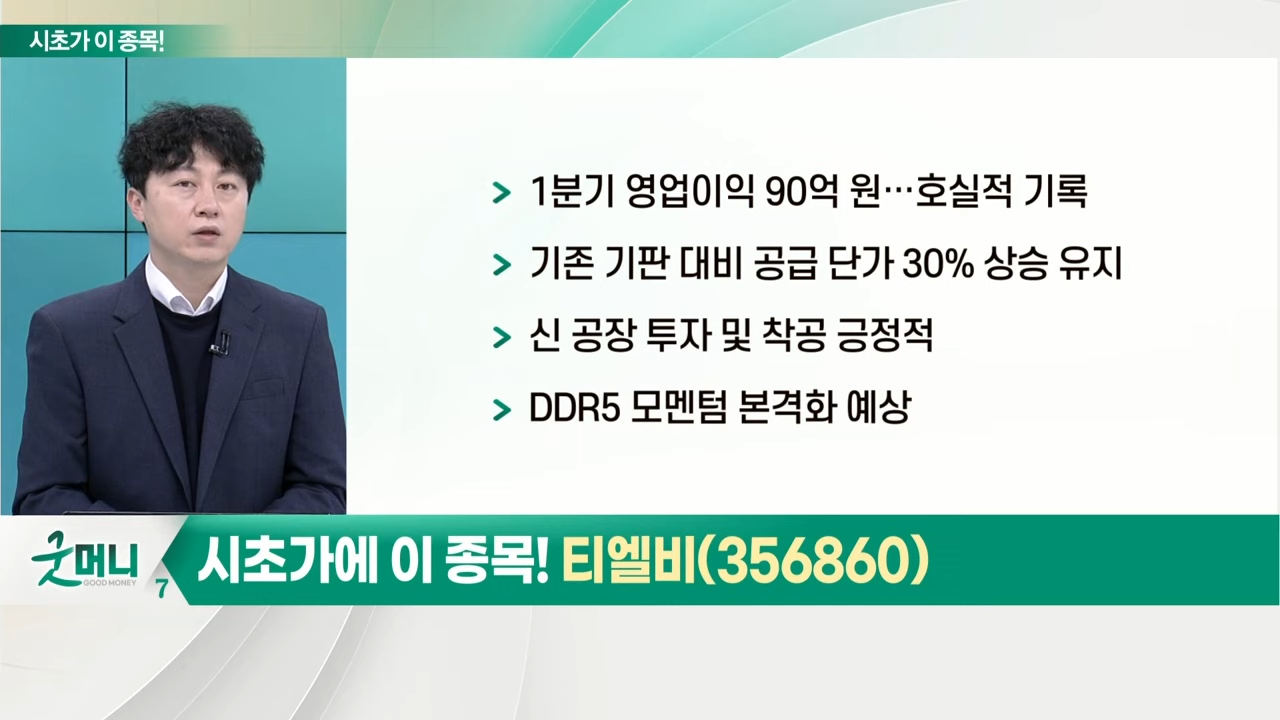 시초가 이 종목!
> 1분기 영업이익 90억 원…호실적 기록
> 기존 기판 대비 공급 단가 30% 상승 유지
> 신 공장 투자 및 착공 긍정적
> DDR5 모멘텀 본격화 예상
굿머니
GOOD MONEY
7
시초가에 이 종목! 티엘비(356860)